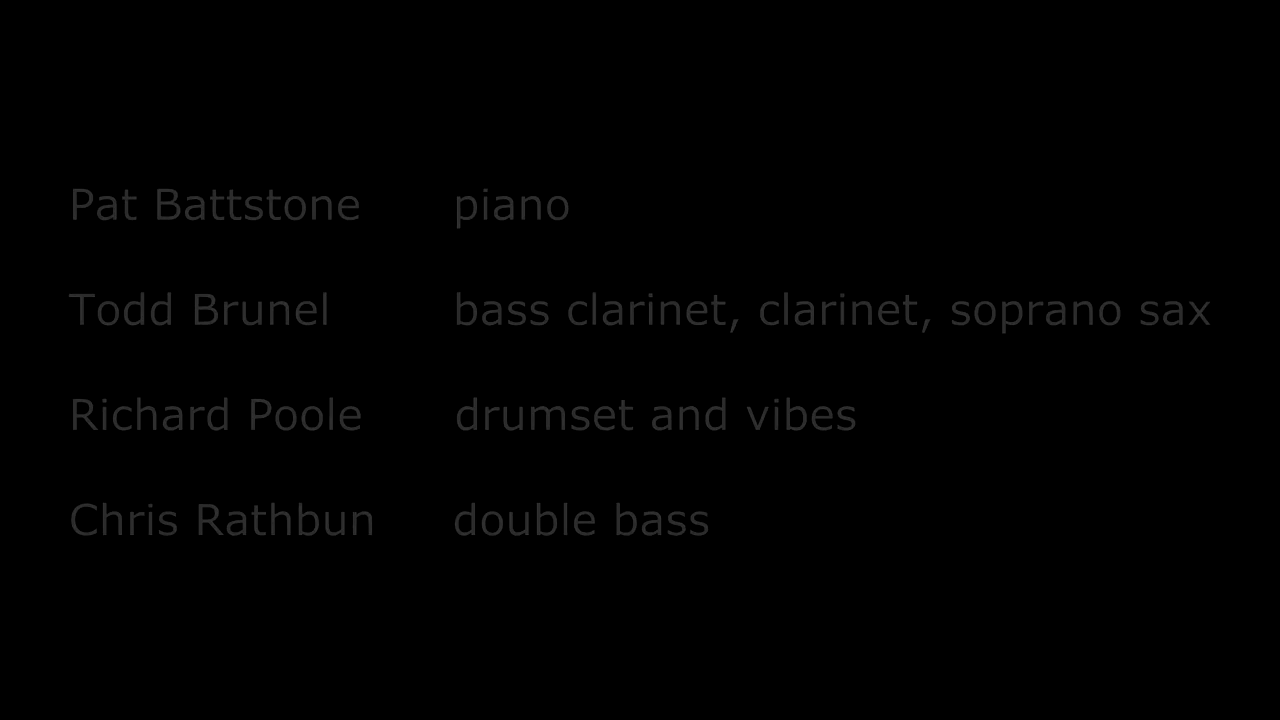 Pat Battstone piano
Todd Brunel bass clarinet, clarinet, soprano sax
Richard Poole drumset and vibes
Chris Rathbun double bass